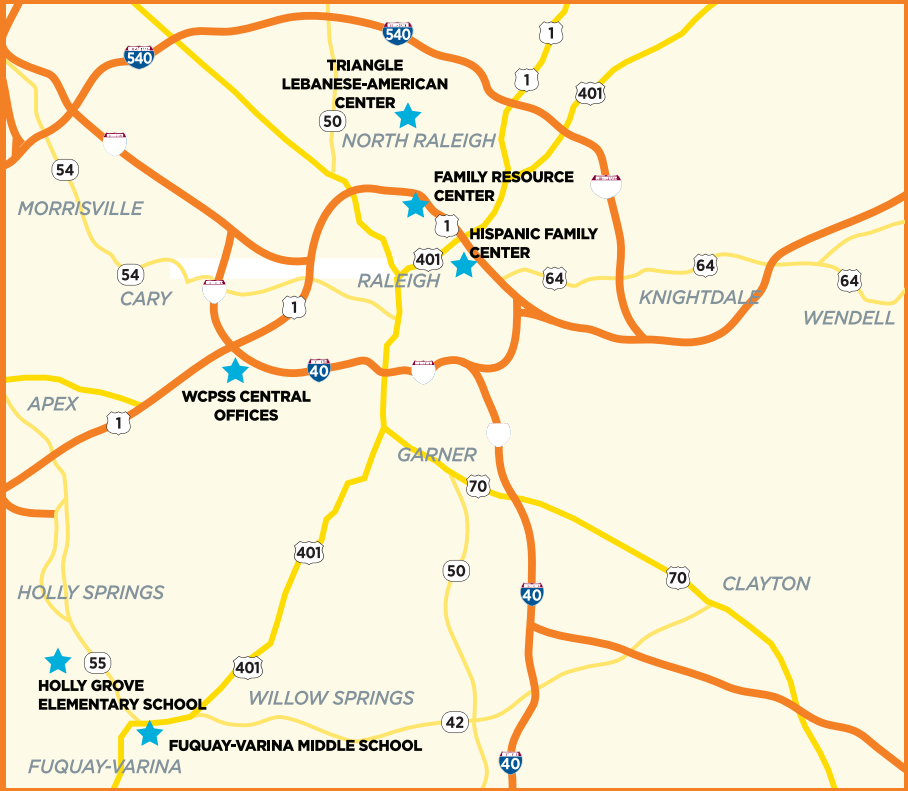 1
540
540
TRIANGLE
LEBANESE-AMERICAN
CENTER
1
401
50
NORTH RALEIGH
54
FAMILY RESOURCE
CENTER
MORRISVILLE
1
HISPANIC FAMILY
CENTER
401
54
RALEIGH
64
64
64
CARY
KNIGHTDALE
1
WENDELL
40
WCPSS CENTRAL
OFFICES
APEX
1
GARNER
70
401
50
70
CLAYTON
HOLLY SPRINGS
40
55
401
HOLLY GROVE
ELEMENTARY SCHOOL
WILLOW SPRINGS
42
FUQUAY-VARINA MIDDLE SCHOOL
FUQUAY-VARINA
40